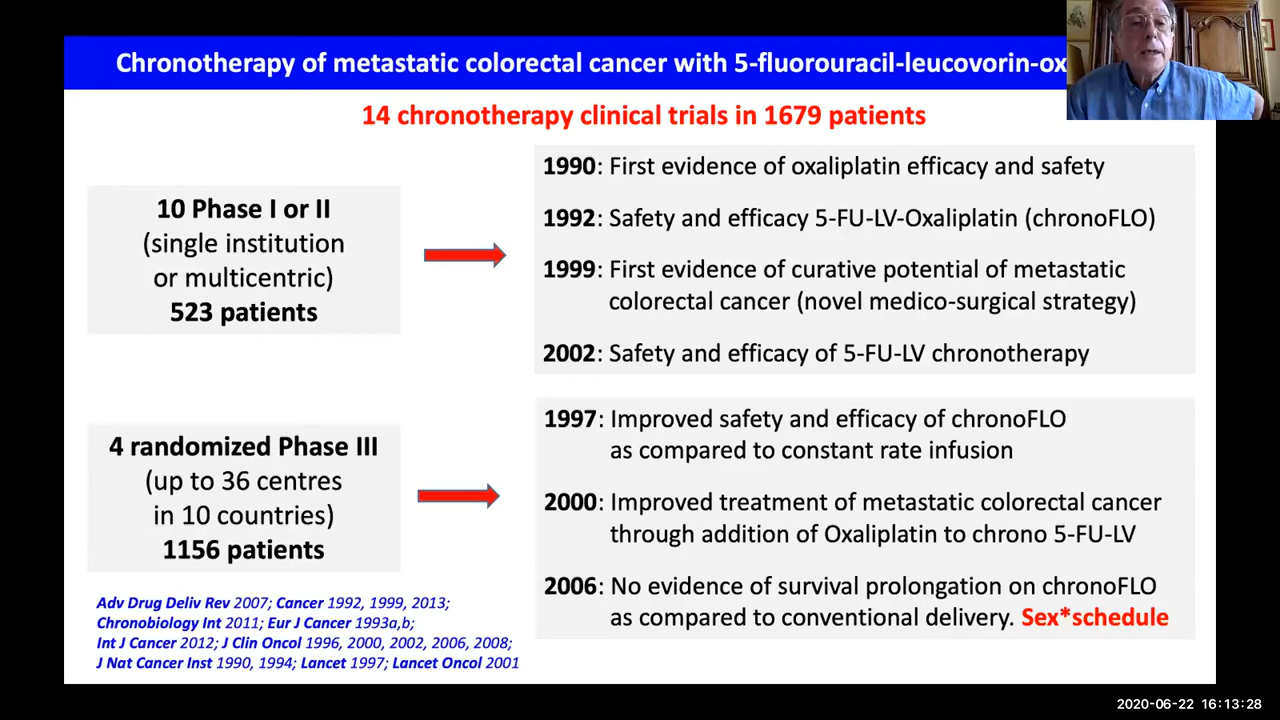 Chronotherapy of metastatic colorectal cancer with 5-fluorouracil-leucovorin-ox
14 chronotherapy clinical trials in 1679 patients
10 Phase I or II
(single institution
or multicentric)
523 patients
1990: First evidence of oxaliplatin efficacy and safety
1992: Safety and efficacy 5-FU-LV-Oxaliplatin (chronoFLO)
1999: First evidence of curative potential of metastatic
colorectal cancer (novel medico-surgical strategy)
2002: Safety and efficacy of 5-FU-LV chronotherapy
4 randomized Phase III
(up to 36 centres
in 10 countries)
1156 patients
1997: Improved safety and efficacy of chronoFLO
as compared to constant rate infusion
2000: Improved treatment of metastatic colorectal cancer
through addition of Oxaliplatin to chrono 5-FU-LV
2006: No evidence of survival prolongation on chronoFLO
as compared to conventional delivery. Sex*schedule
Adv Drug Deliv Rev 2007; Cancer 1992, 1999, 2013;
Chronobiology Int 2011; Eur J Cancer 1993a,b;
Int J Cancer 2012; J Clin Oncol 1996, 2000, 2002, 2006, 2008;
J Nat Cancer Inst 1990, 1994; Lancet 1997; Lancet Oncol 2001
2020-06-22 16:13:28